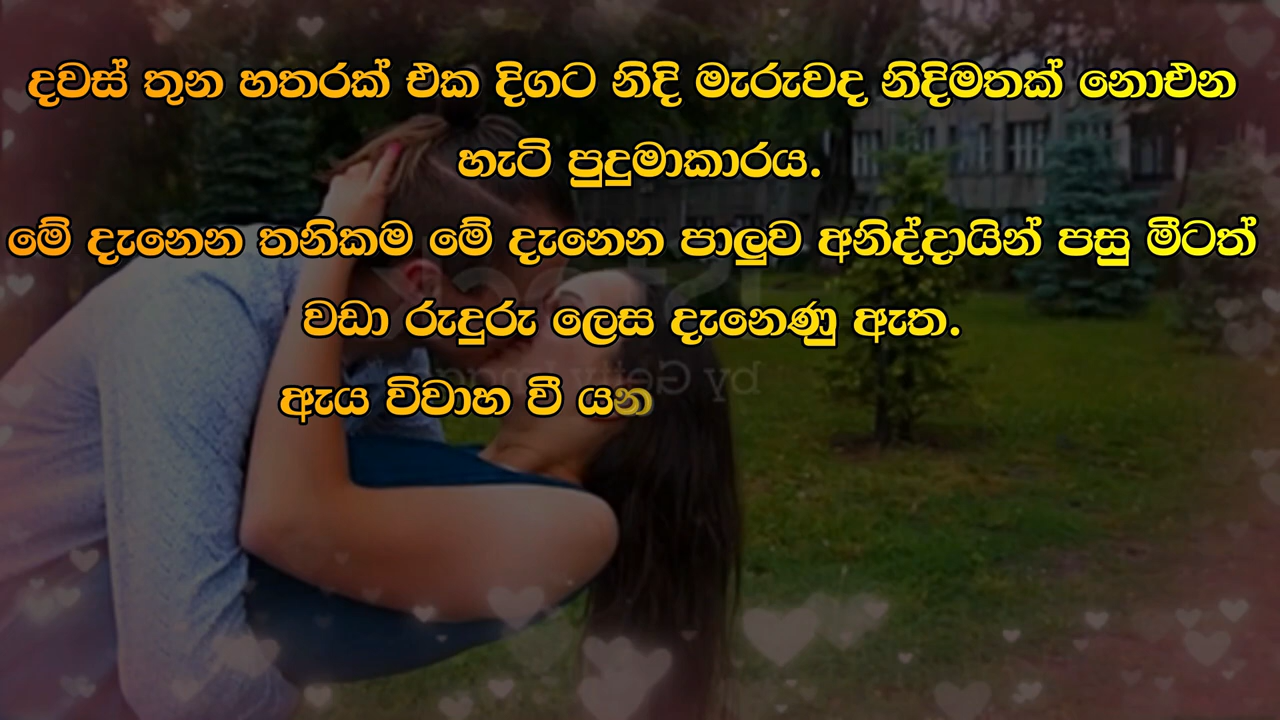 දවස් තුන හතරක් එක දිගට නිදි මැරුවද නිදිමතක් නොඑන
හැටි පුදුමාකාරය.
මේ දැනෙන තනිකම මේ දැනෙන පාලුව අනිද්දායින් පසු මීටත්
වඩා රුදුරු ලෙස දැනෙණු ඇත.
ඇය විවාහ වී යන